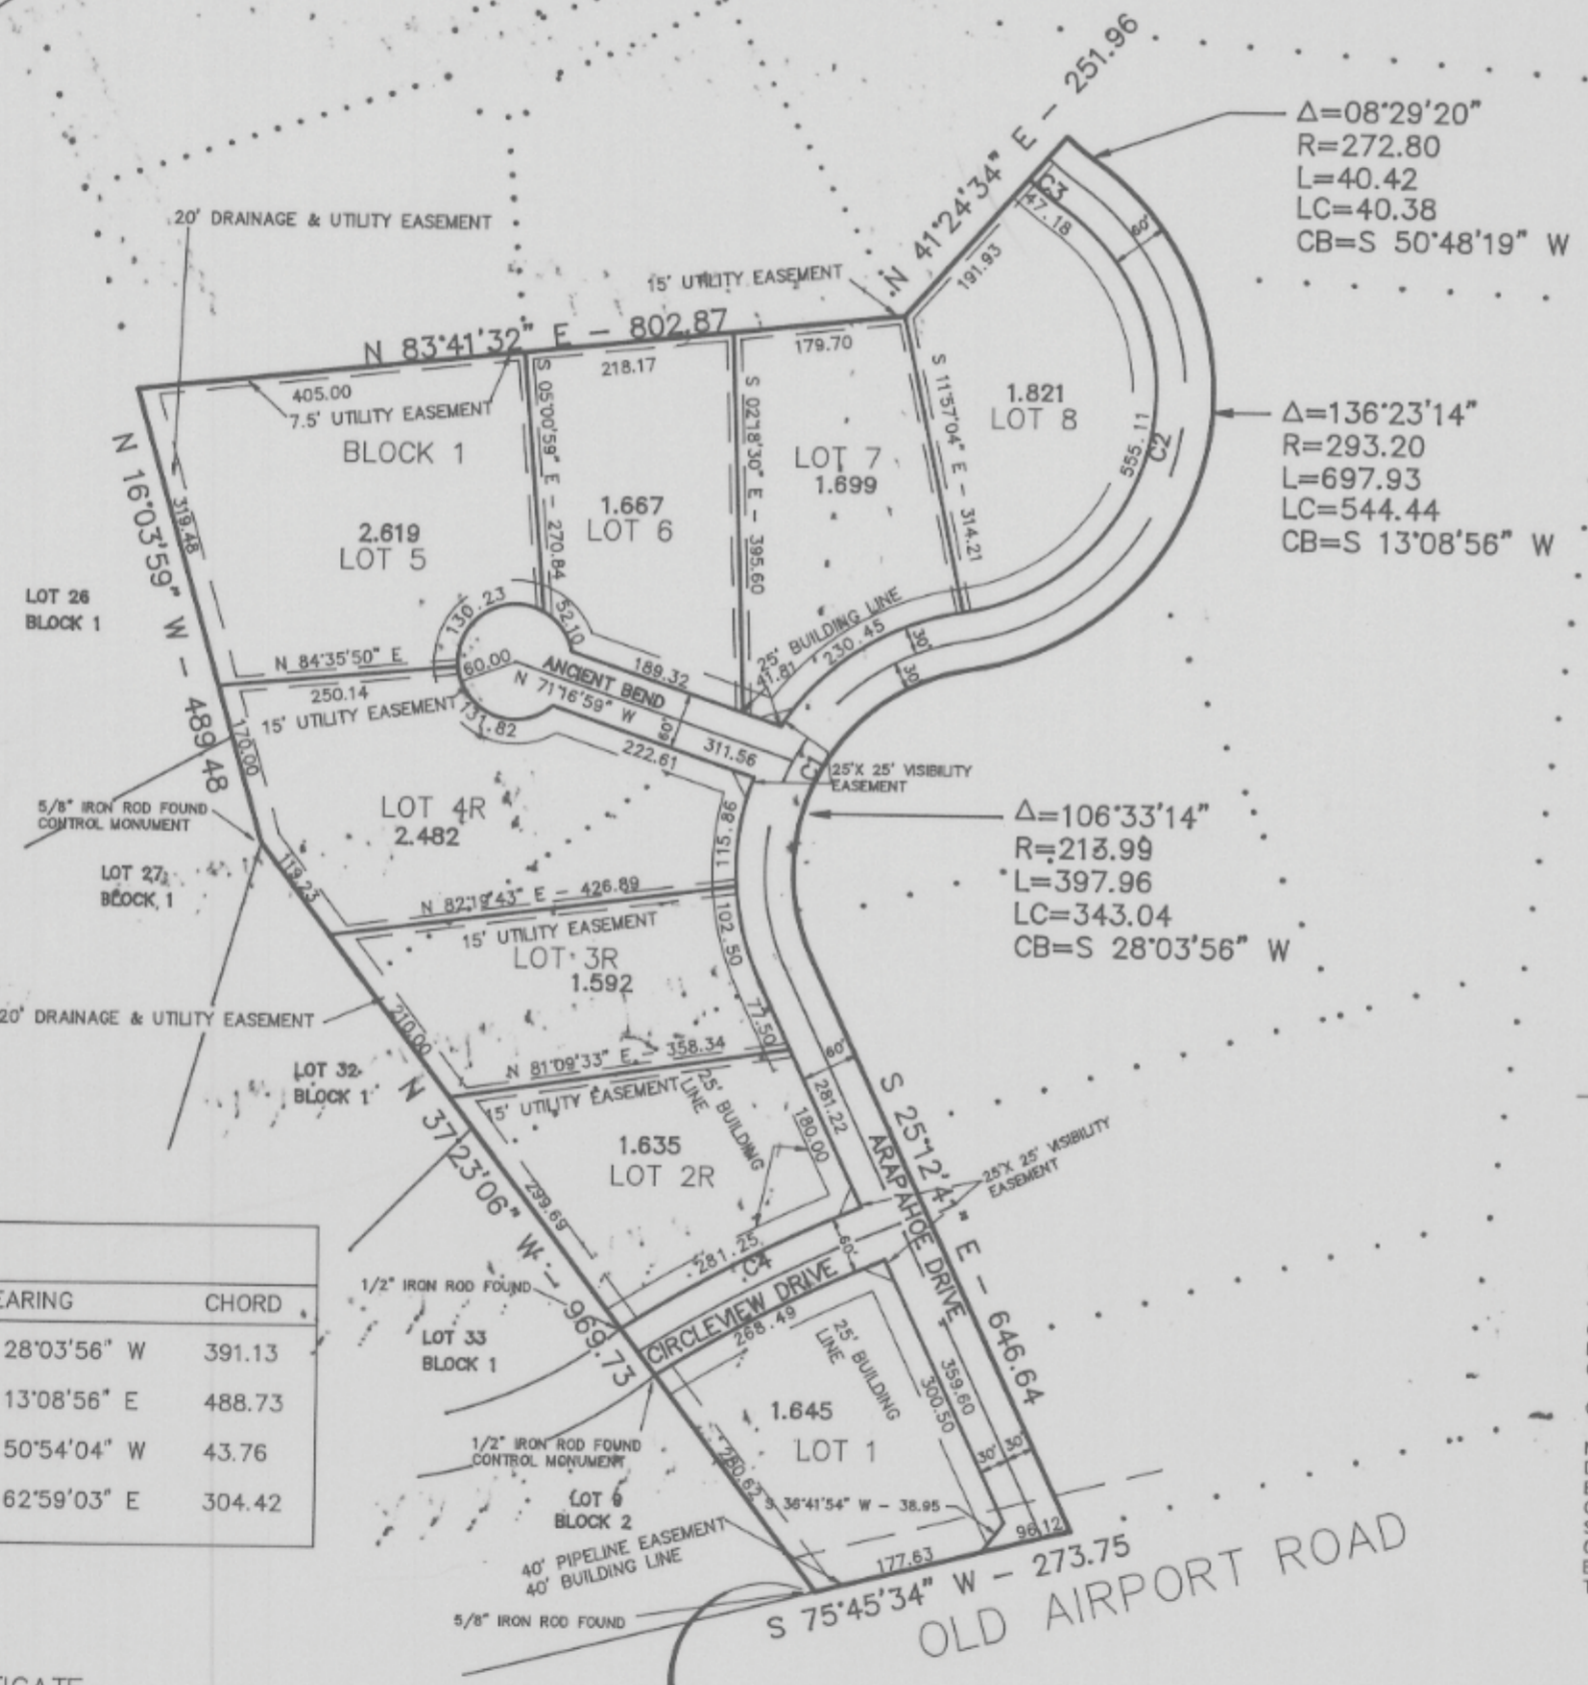 N 41°24'34" E - 251.96
Δ=08°29'20"
R=272.80
L=40.42
LC=40.38
CB=S 50°48'19" W
C3
47.18
60'
20' DRAINAGE & UTILITY EASEMENT
15' UTILITY EASEMENT
191.93
N 83°41'32" E - 802.87
405.00
218.17
179.70
7.5' UTILITY EASEMENT
BLOCK 1
S 05°00'59" E - 270.84
S 02°18'30" E - 395.60
S 11°57'04" E - 314.21
1.821
LOT 8
555.11
C2
Δ=136°23'14"
R=293.20
L=697.93
LC=544.44
CB=S 13°08'56" W
LOT 7
1.699
1.667
LOT 6
2.619
LOT 5
N 16°03'59" W - 489.48
319.48
LOT 26
BLOCK 1
130.23
52.10
25' BUILDING LINE
230.45
41.81
30'
30'
N 84°35'50" E
250.14
60.00
189.32
ANCIENT BEND
N 71°16'59" W
60'
311.56
15' UTILITY EASEMENT
131.82
222.61
C1
25'X 25' VISIBILITY
EASEMENT
170.00
5/8" IRON ROD FOUND
CONTROL MONUMENT
LOT 4R
2.482
115.86
Δ=106°33'14"
R=213.99
L=397.96
LC=343.04
CB=S 28°03'56" W
LOT 27
BLOCK 1
119.23
N 82°19'43" E - 426.89
15' UTILITY EASEMENT
LOT 3R
1.592
102.50
77.50
20' DRAINAGE & UTILITY EASEMENT
210.00
N 81°09'33" E - 358.34
15' UTILITY EASEMENT
60'
LOT 32
BLOCK 1
25' BUILDING
LINE
281.22
180.00
S 25°12'41" E - 646.64
ARAPAHOE DRIVE
25'X 25' VISIBILITY
EASEMENT
N 37°23'06" W - 969.73
1.635
LOT 2R
299.69
281.25
C4
60'
1/2" IRON ROD FOUND
CIRCLEVIEW DRIVE
268.49
LOT 33
BLOCK 1
25' BUILDING
LINE
359.60
300.50
1.645
LOT 1
30'
30'
1/2" IRON ROD FOUND
CONTROL MONUMENT
280.62
S 36°41'54" W - 38.95
LOT 9
BLOCK 2
40' PIPELINE EASEMENT
40' BUILDING LINE
177.63
96.12
5/8" IRON ROD FOUND
S 75°45'34" W - 273.75
OLD AIRPORT ROAD
EARING CHORD
28°03'56" W 391.13
13°08'56" E 488.73
50°54'04" W 43.76
62°59'03" E 304.42